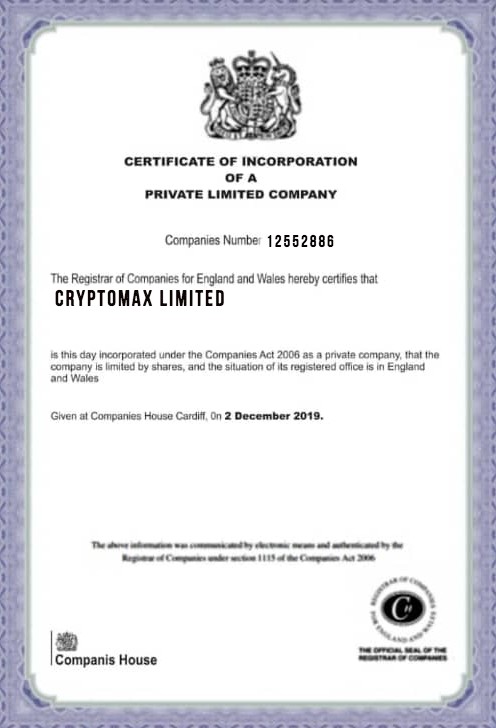 CERTIFICATE OF INCORPORATION
OF A
PRIVATE LIMITED COMPANY
Companies Number 12552886
The Registrar of Companies for England and Wales hereby certifies that
CRYPTOMAX LIMITED
is this day incorporated under the Companies Act 2006 as a private company, that the
company is limited by shares, and the situation of its registered office is in England
and Wales
Given at Companies House Cardiff, 0n 2 December 2019.
The above information was communicated by electronic means and authenticated by the
Registrar of Companies under section 1115 of the Companies Act 2006
REGISTRAR OF COMPANIES
FOR ENGLAND AND WALES
CH
THE OFFICIAL SEAL OF THE
REGISTRAR OF COMPANIES
Companis House